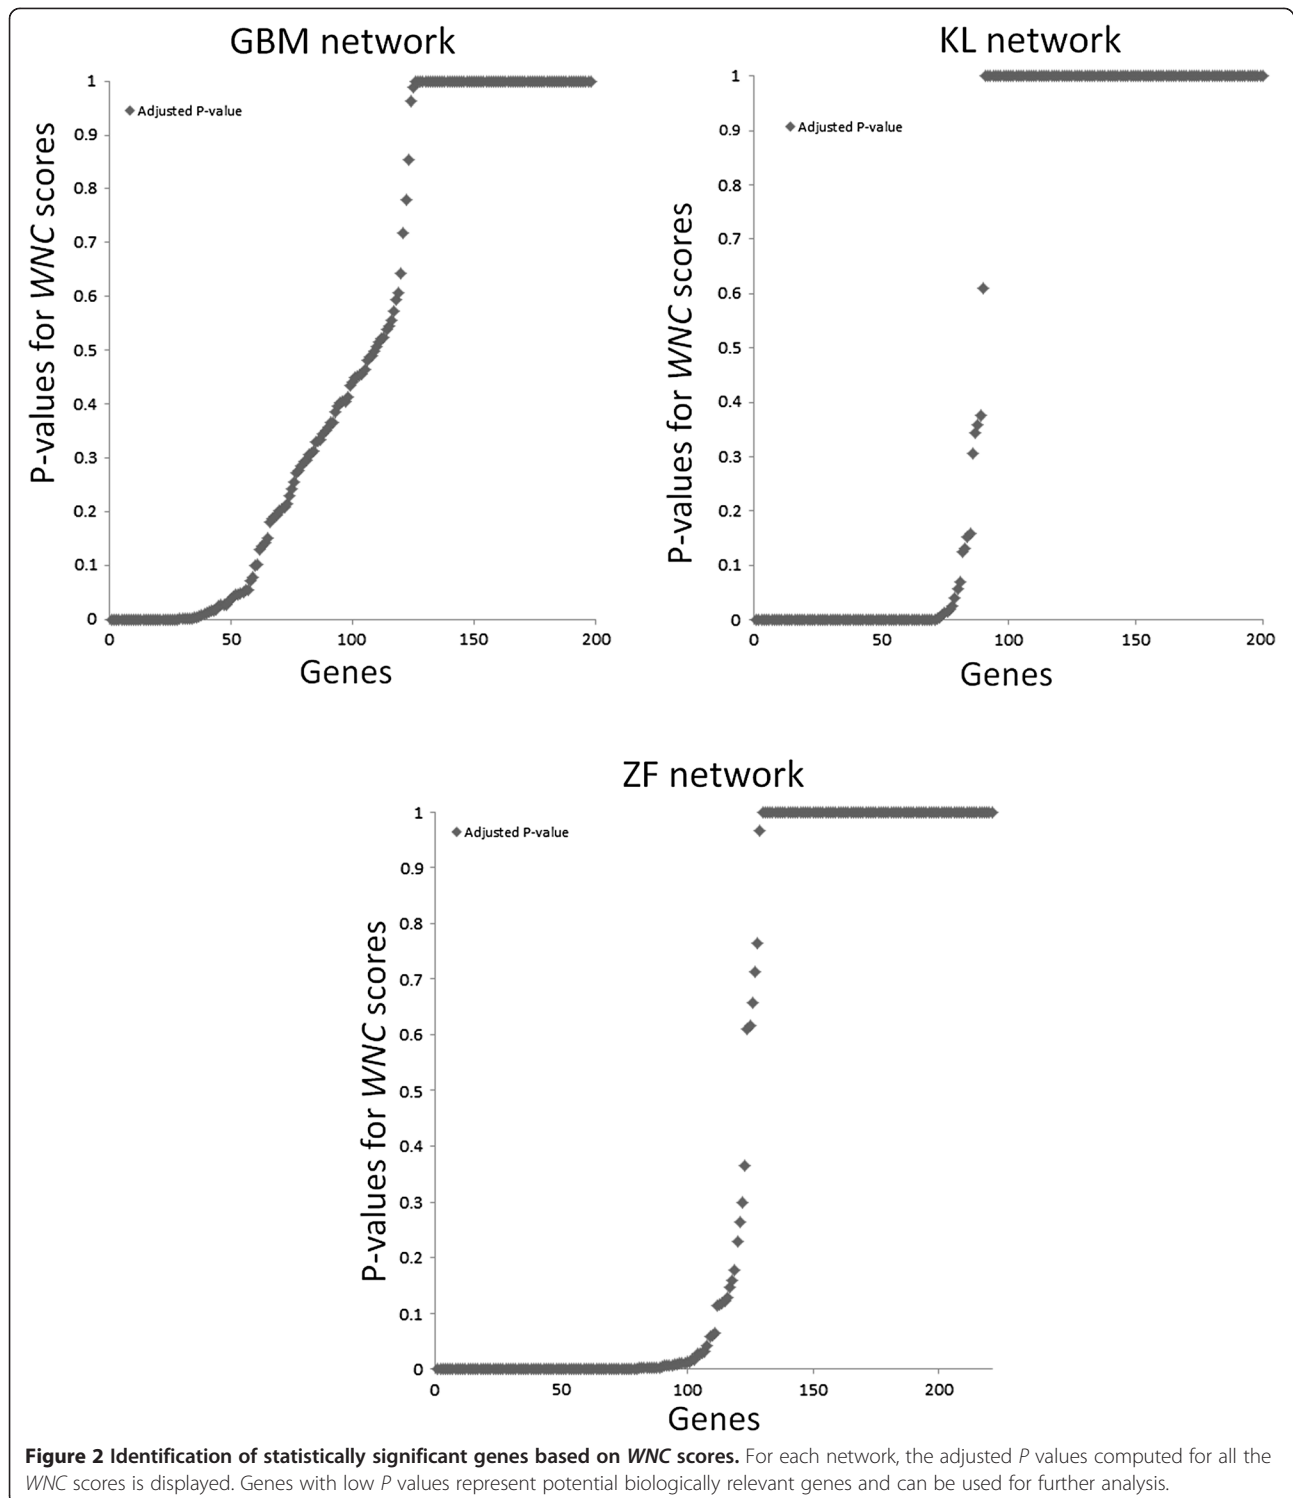 GBM network
1
0.9
0.8
0.7
0.6
0.5
0.4
0.3
0.2
0.1
0
Adjusted P-value
P-values for WNC scores
0 50 100 150 200
Genes
KL network
1
0.9
0.8
0.7
0.6
0.5
0.4
0.3
0.2
0.1
0
Adjusted P-value
P-values for WNC scores
0 50 100 150 200
Genes
ZF network
1
0.9
0.8
0.7
0.6
0.5
0.4
0.3
0.2
0.1
0
Adjusted P-value
P-values for WNC scores
0 50 100 150 200
Genes
Figure 2 Identification of statistically significant genes based on WNC scores. For each network, the adjusted P values computed for all the
WNC scores is displayed. Genes with low P values represent potential biologically relevant genes and can be used for further analysis.